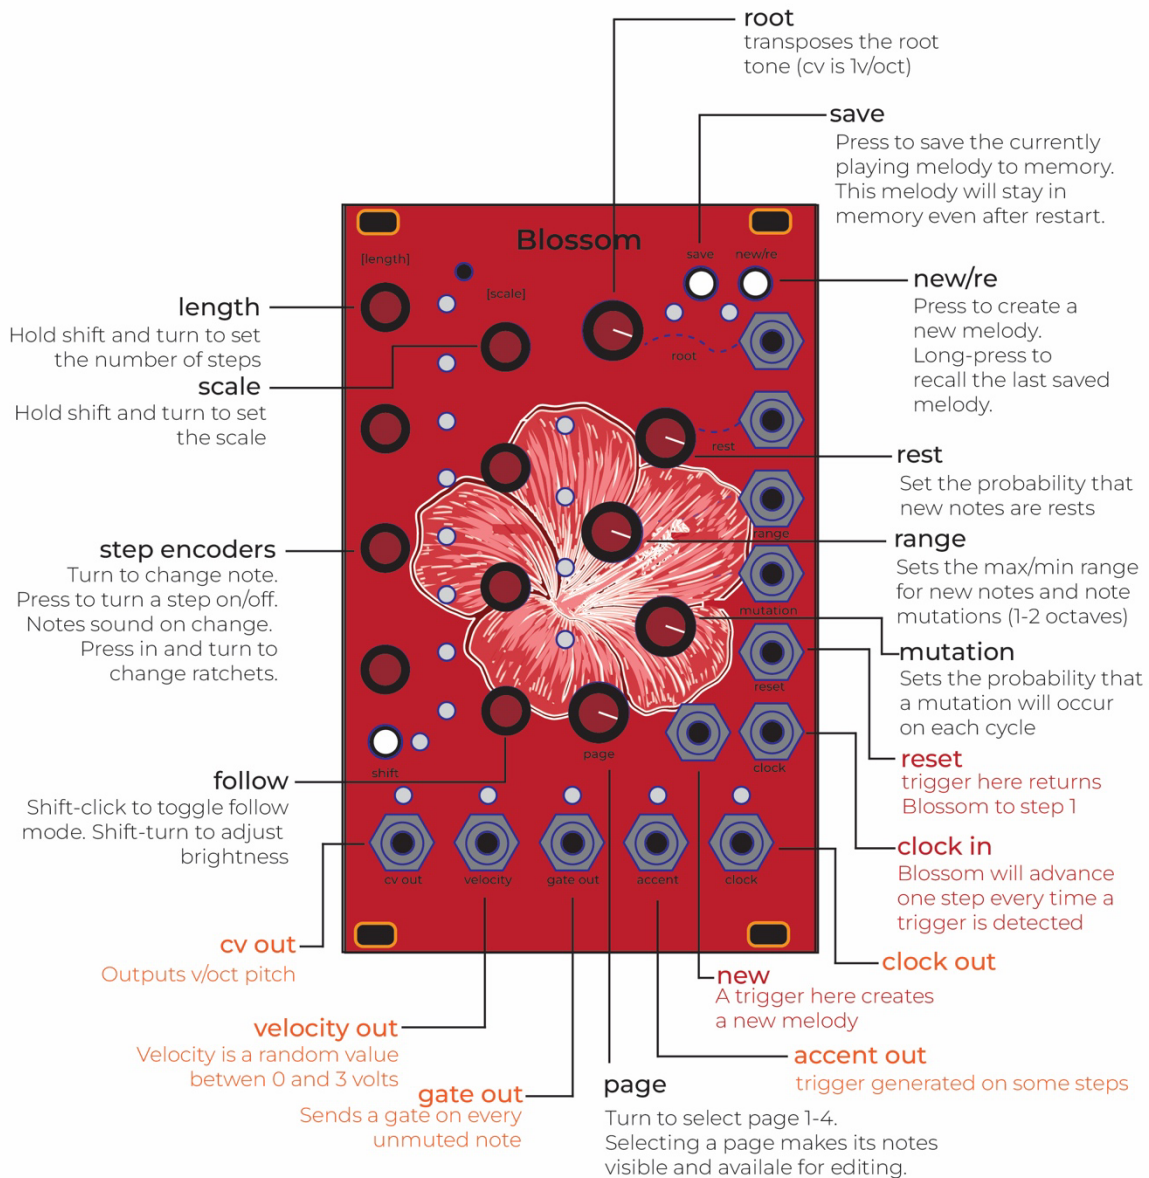 root
transposes the root
tone (cv is 1v/oct)
save
Press to save the currently
playing melody to memory.
This melody will stay in
memory even after restart.
Blossom
[length]
save
new/re
[scale]
new/re
Press to create a
new melody.
Long-press to
recall the last saved
melody.
length
Hold shift and turn to set
the number of steps
root
scale
Hold shift and turn to set
the scale
rest
rest
Set the probability that
new notes are rests
range
range
Sets the max/min range
for new notes and note
mutations (1-2 octaves)
step encoders
Turn to change note.
Press to turn a step on/off.
Notes sound on change.
Press in and turn to
change ratchets.
mutation
mutation
Sets the probability that
a mutation will occur
on each cycle
reset
page
clock
shift
reset
trigger here returns
Blossom to step 1
follow
Shift-click to toggle follow
mode. Shift-turn to adjust
brightness
clock in
Blossom will advance
one step every time a
trigger is detected
cv out
velocity
gate out
accent
clock
cv out
Outputs v/oct pitch
clock out
new
A trigger here creates
a new melody
velocity out
Velocity is a random value
betwen 0 and 3 volts
accent out
trigger generated on some steps
gate out
Sends a gate on every
unmuted note
page
Turn to select page 1-4.
Selecting a page makes its notes
visible and availale for editing.